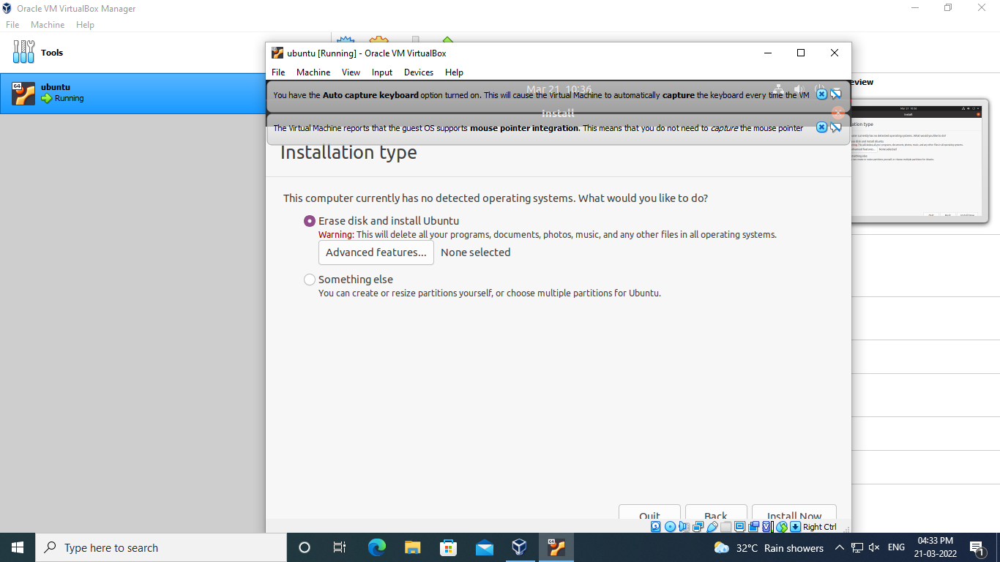 Oracle VM VirtualBox Manager
File Machine Help
Tools
64
ubuntu
Running
ubuntu [Running] - Oracle VM VirtualBox
File Machine View Input Devices Help
Mar 21 10:36
You have the Auto capture keyboard option turned on. This will cause the Virtual Machine to automatically capture the keyboard every time the VM
Install
The Virtual Machine reports that the guest OS supports mouse pointer integration. This means that you do not need to capture the mouse pointer
Installation type
This computer currently has no detected operating systems. What would you like to do?
Erase disk and install Ubuntu
Warning: This will delete all your programs, documents, photos, music, and any other files in all operating systems.
Advanced features... None selected
Something else
You can create or resize partitions yourself, or choose multiple partitions for Ubuntu.
Quit Back Install Now
Right Ctrl
eview
Type here to search
64
32°C Rain showers
ENG
04:33 PM
21-03-2022
1